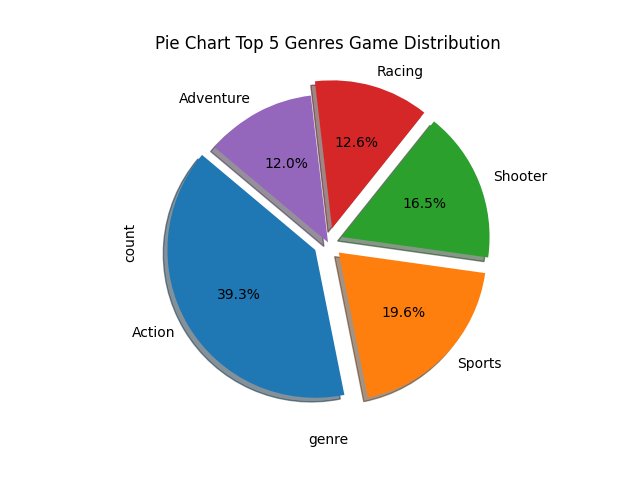 Pie Chart Top 5 Genres Game Distribution
Racing
Adventure
12.6%
12.0%
Shooter
16.5%
count
39.3%
19.6%
Action
Sports
genre